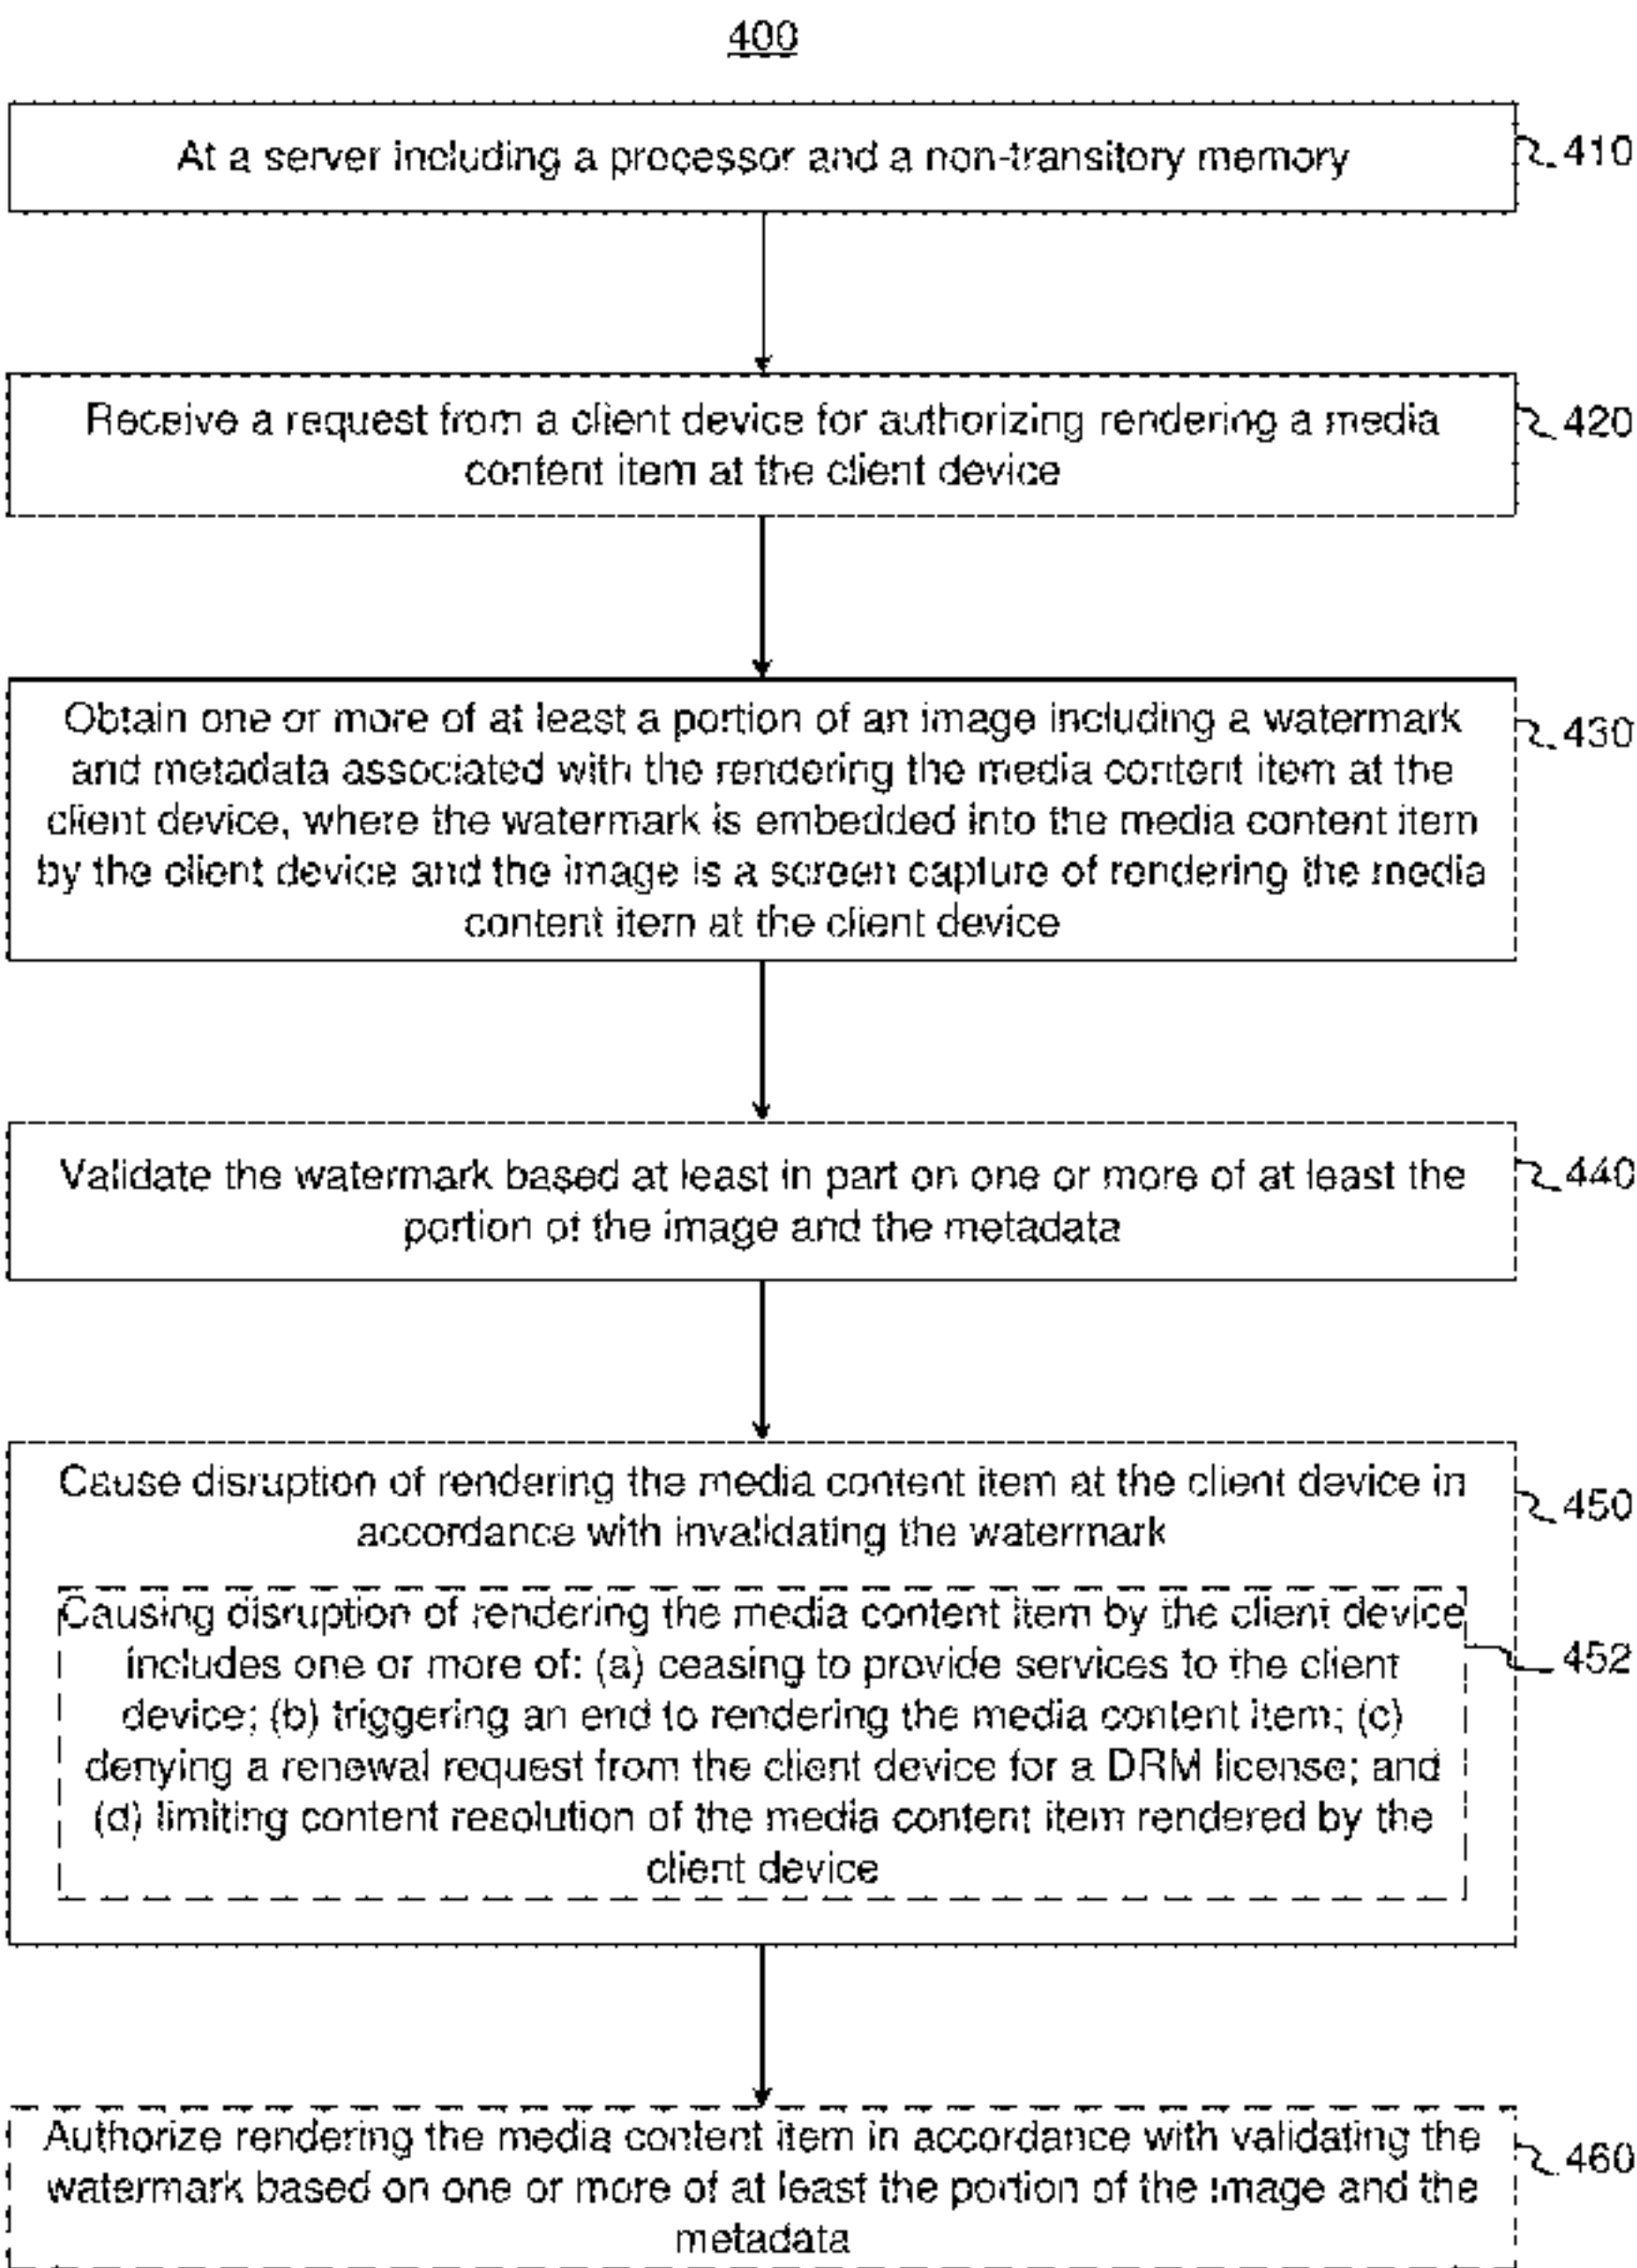 400
At a server including a processor and a non-transitory memory
410
Receive a request from a client device for authorizing rendering a media
content item at the client device
420
Obtain one or more of at least a portion of an image including a watermark
and metadata associated with the rendering the media content item at the
client device, where the watermark is embedded into the media content item
by the client device and the image is a screen capture of rendering the media
content item at the client device
430
Validate the watermark based at least in part on one or more of at least the
portion of the image and the metadata
440
Cause disruption of rendering the media content item at the client device in
accordance with invalidating the watermark
450
Causing disruption of rendering the media content item by the client device
includes one or more of: (a) ceasing to provide services to the client
device; (b) triggering an end to rendering the media content item; (c)
denying a renewal request from the client device for a DRM license; and
(d) limiting content resolution of the media content item rendered by the
client device
452
Authorize rendering the media content item in accordance with validating the
watermark based on one or more of at least the portion of the image and the
metadata
460